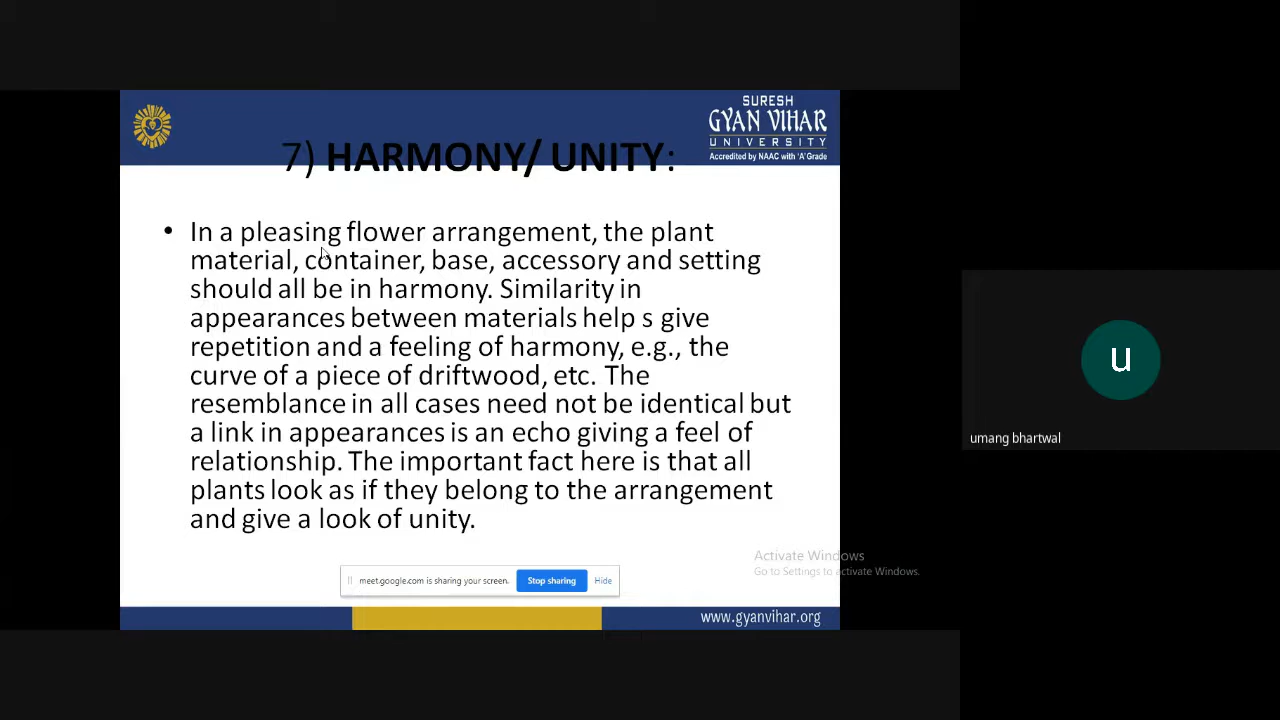 SURESH
GYAN VIHAR
UNIVERSITY
Accredited by NAAC with 'A' Grade
7) HARMONY/ UNITY:
• In a pleasing flower arrangement, the plant
material, container, base, accessory and setting
should all be in harmony. Similarity in
appearances between materials help s give
repetition and a feeling of harmony, e.g., the
curve of a piece of driftwood, etc. The
resemblance in all cases need not be identical but
a link in appearances is an echo giving a feel of
relationship. The important fact here is that all
plants look as if they belong to the arrangement
and give a look of unity.
u
umang bhartwal
Activate Windows
Go to Settings to activate Windows.
meet.google.com is sharing your screen. Stop sharing Hide
www.gyanvihar.org